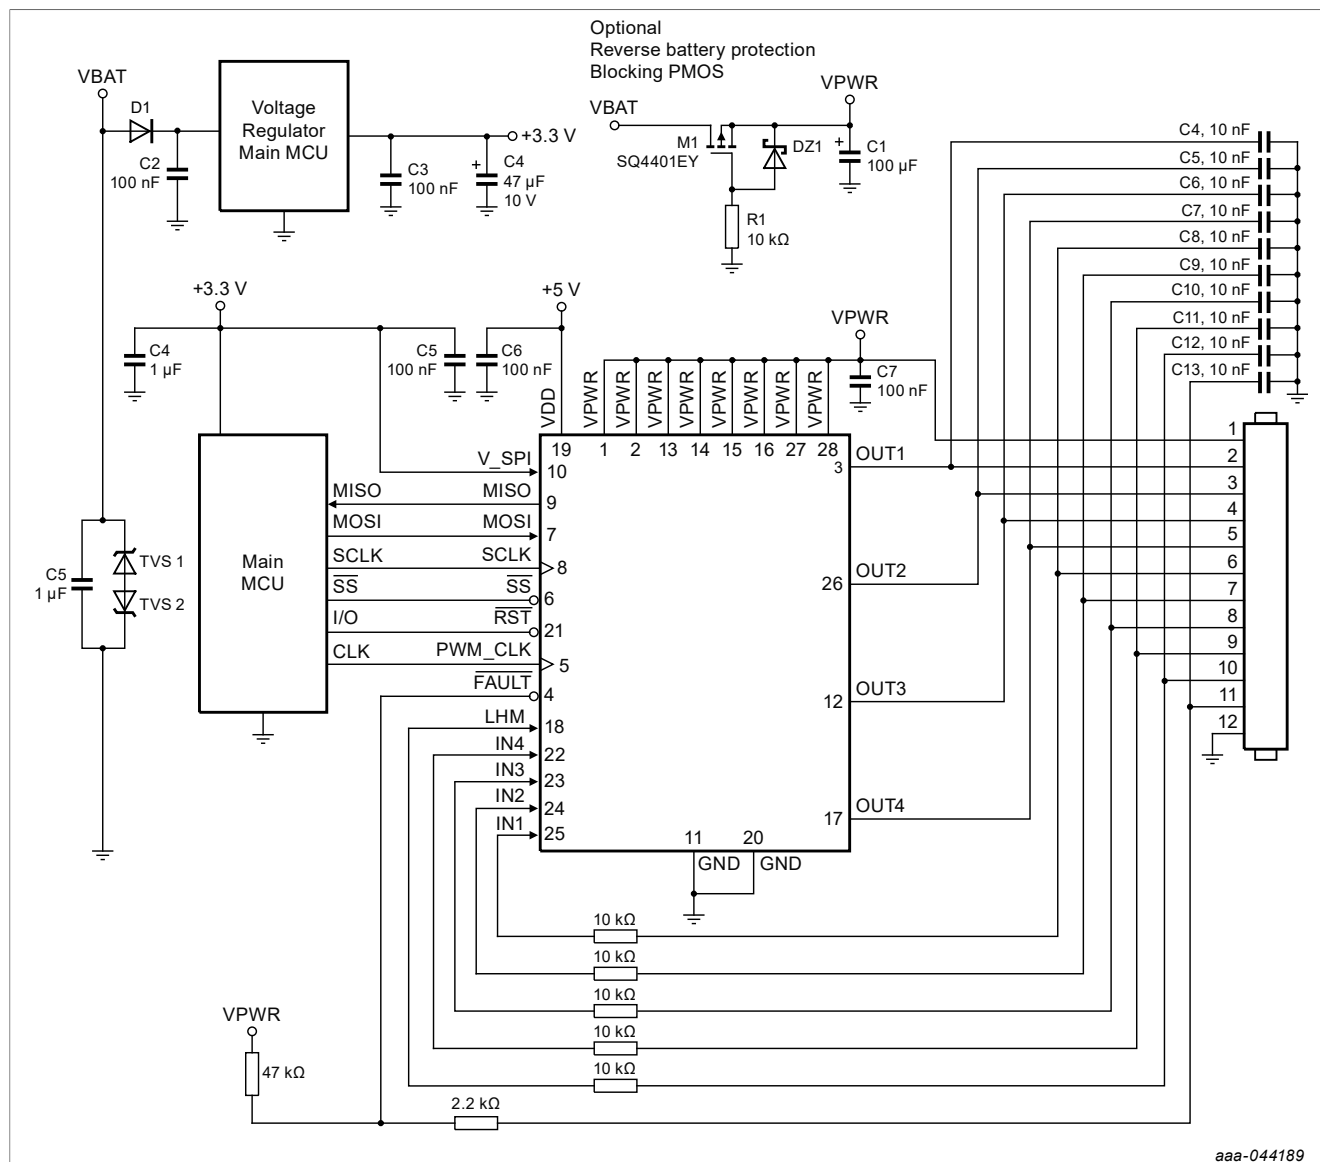 Optional
Reverse battery protection
Blocking PMOS
VBAT
D1
C2
100 nF
Voltage
Regulator
Main MCU
+3.3 V
C3
100 nF
+
C4
47 µF
10 V
VBAT
M1
SQ4401EY
DZ1
VPWR
+
C1
100 µF
R1
10 kΩ
C4, 10 nF
C5, 10 nF
C6, 10 nF
C7, 10 nF
C8, 10 nF
C9, 10 nF
C10, 10 nF
C11, 10 nF
C12, 10 nF
C13, 10 nF
+3.3 V
C4
1 µF
C5
100 nF
+5 V
C6
100 nF
VPWR
C7
100 nF
VDD
VPWR
VPWR
VPWR
VPWR
VPWR
VPWR
VPWR
VPWR
19
1
2
13
14
15
16
27
28
C5
1 µF
TVS 1
TVS 2
Main
MCU
MISO
MOSI
SCLK
SS
I/O
CLK
V_SPI
MISO
MOSI
SCLK
SS
RST
PWM_CLK
FAULT
LHM
IN4
IN3
IN2
IN1
10
9
7
8
6
21
5
4
18
22
23
24
25
3 OUT1
26 OUT2
12 OUT3
17 OUT4
11
20
GND
GND
1
2
3
4
5
6
7
8
9
10
11
12
10 kΩ
10 kΩ
10 kΩ
10 kΩ
10 kΩ
VPWR
47 kΩ
2.2 kΩ
aaa-044189